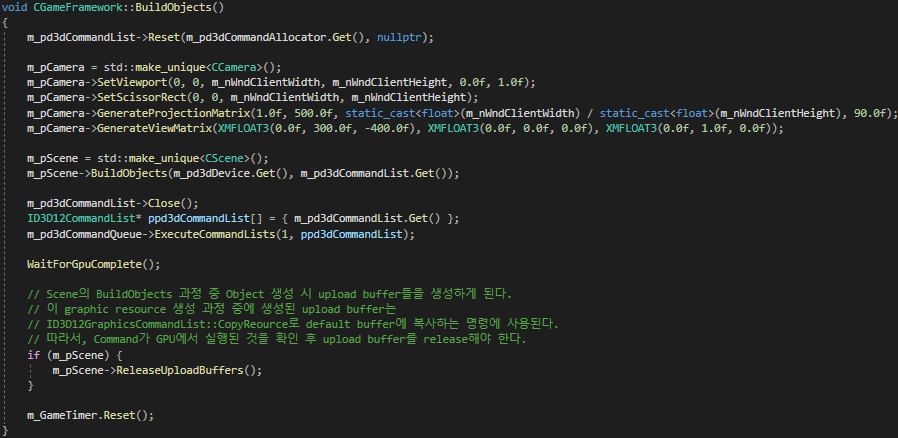 void CGameFramework::BuildObjects()
{
m_pd3dCommandList->Reset(m_pd3dCommandAllocator.Get(), nullptr);
m_pCamera = std::make_unique<CCamera>();
m_pCamera->SetViewport(0, 0, m_nWndClientWidth, m_nWndClientHeight, 0.0f, 1.0f);
m_pCamera->SetScissorRect(0, 0, m_nWndClientWidth, m_nWndClientHeight);
m_pCamera->GenerateProjectionMatrix(1.0f, 500.0f, static_cast<float>(m_nWndClientWidth) / static_cast<float>(m_nWndClientHeight), 90.0f);
m_pCamera->GenerateViewMatrix(XMFLOAT3(0.0f, 300.0f, -400.0f), XMFLOAT3(0.0f, 0.0f, 0.0f), XMFLOAT3(0.0f, 1.0f, 0.0f));
m_pScene = std::make_unique<CScene>();
m_pScene->BuildObjects(m_pd3dDevice.Get(), m_pd3dCommandList.Get());
m_pd3dCommandList->Close();
ID3D12CommandList* ppd3dCommandList[] = { m_pd3dCommandList.Get() };
m_pd3dCommandQueue->ExecuteCommandLists(1, ppd3dCommandList);
WaitForGpuComplete();
// Scene의 BuildObjects 과정 중 Object 생성 시 upload buffer들을 생성하게 된다.
// 이 graphic resource 생성 과정 중에 생성된 upload buffer는
// ID3D12GraphicsCommandList::CopyReource로 default buffer에 복사하는 명령에 사용된다.
// 따라서, Command가 GPU에서 실행된 것을 확인 후 upload buffer를 release해야 한다.
if (m_pScene) {
m_pScene->ReleaseUploadBuffers();
}
m_GameTimer.Reset();
}